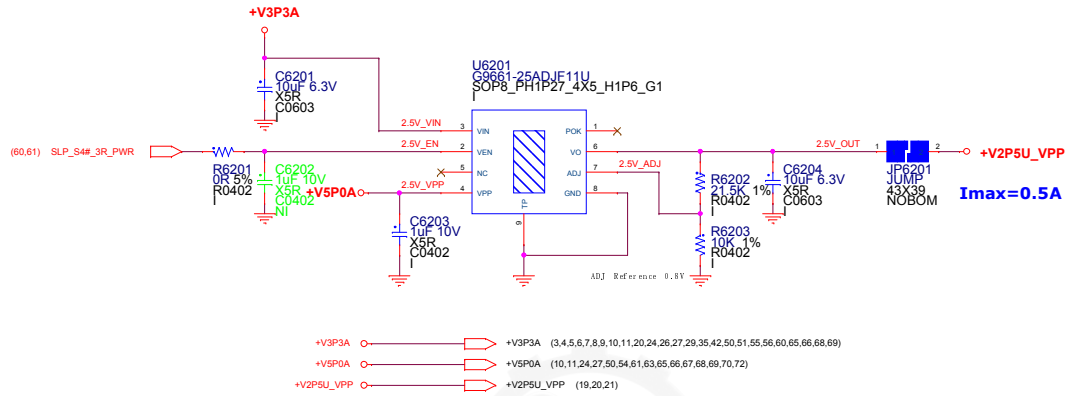 +V3P3A
C6201
10uF 6.3V
X5R
C0603
I
U6201
G9661-25ADJF11U
SOP8_PH1P27_4X5_H1P6_G1
I
2.5V_VIN 3 VIN POK 1
(60,61) SLP_S4#_3R_PWR
2.5V_EN 2 VEN VO 6 2.5V_OUT 1 2 +V2P5U_VPP
5 NC ADJ 7 2.5V_ADJ
+V5P0A 2.5V_VPP 4 VPP GND 8
TP
9
R6201
0R 5%
R0402
I
C6202
1uF 10V
X5R
C0402
NI
C6203
1uF 10V
X5R
C0402
I
R6202
21.5K 1%
R0402
I
R6203
10K 1%
R0402
I
C6204
10uF 6.3V
X5R
C0603
I
JP6201
JUMP
43X39
NOBOM
Imax=0.5A
ADJ Reference 0.8V
+V3P3A +V3P3A (3,4,5,6,7,8,9,10,11,20,24,26,27,29,35,42,50,51,55,56,60,65,66,68,69)
+V5P0A +V5P0A (10,11,24,27,50,54,61,63,65,66,67,68,69,70,72)
+V2P5U_VPP +V2P5U_VPP (19,20,21)